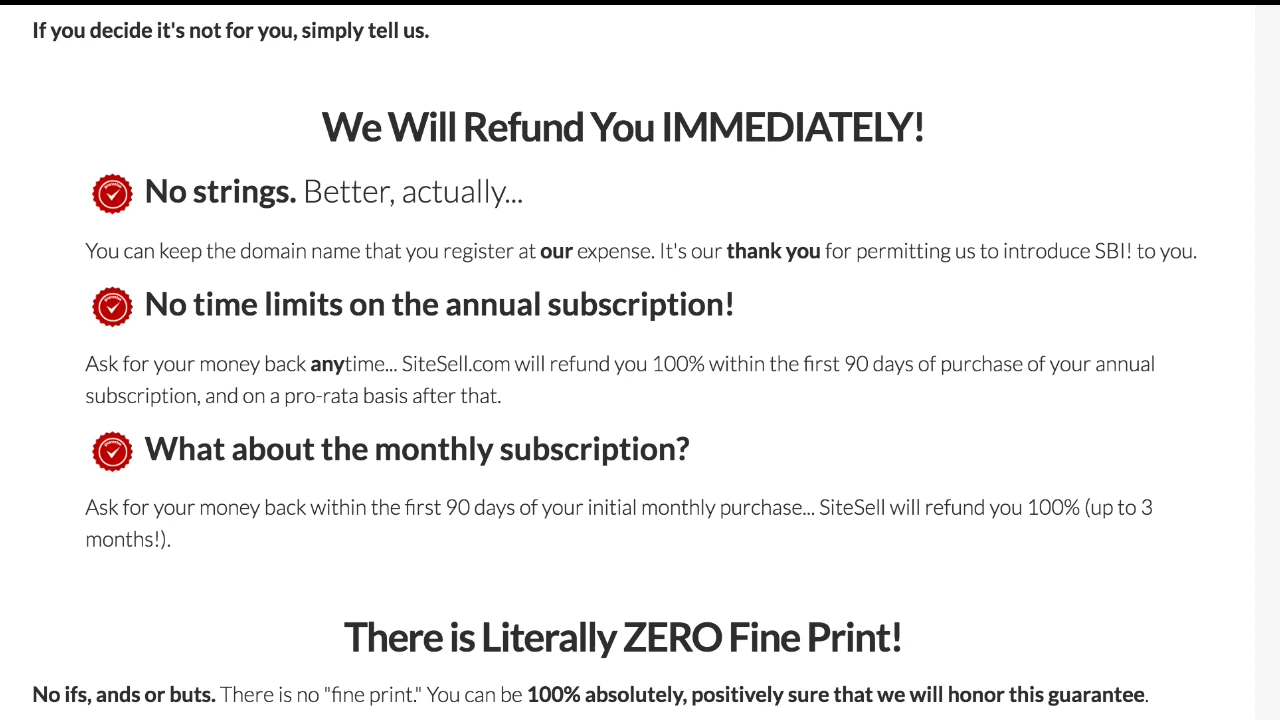 If you decide it's not for you, simply tell us.
We Will Refund You IMMEDIATELY!
No strings. Better, actually...
You can keep the domain name that you register at our expense. It's our thank you for permitting us to introduce SBI! to you.
No time limits on the annual subscription!
Ask for your money back anytime... SiteSell.com will refund you 100% within the first 90 days of purchase of your annual
subscription, and on a pro-rata basis after that.
What about the monthly subscription?
Ask for your money back within the first 90 days of your initial monthly purchase... SiteSell will refund you 100% (up to 3
months!).
There is Literally ZERO Fine Print!
No ifs, ands or buts. There is no "fine print." You can be 100% absolutely, positively sure that we will honor this guarantee.